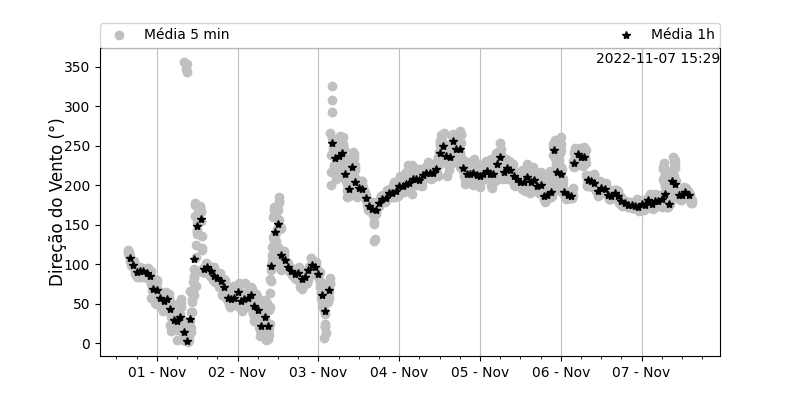 Média 5 min
Média 1h
2022-11-07 15:29
Direção do Vento (°)
350
300
250
200
150
100
50
0
01 - Nov
02 - Nov
03 - Nov
04 - Nov
05 - Nov
06 - Nov
07 - Nov